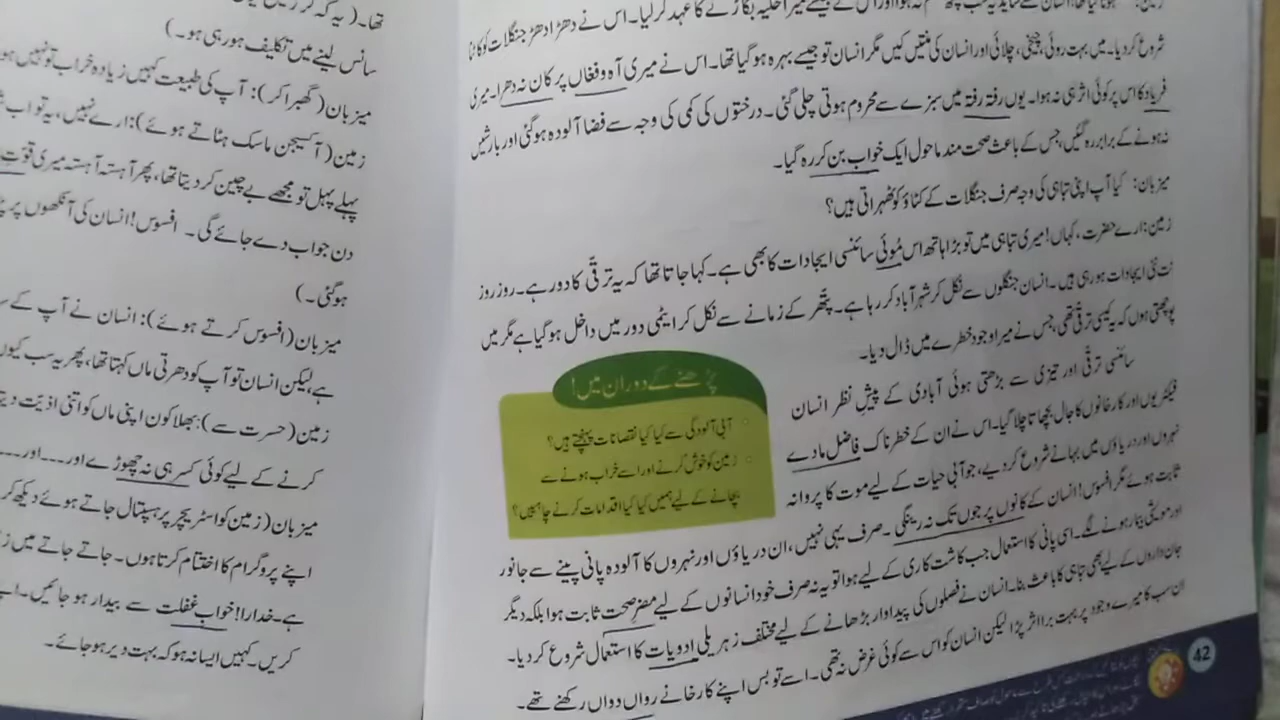 شروع کر دیا۔ میں بہت روئی، چیخی، چلائی اور انسان کی منتیں کیں مگر انسان تو جیسے بہرہ ہو گیا تھا۔ اس نے میری آہ و فغاں پر کان نہ دھرا۔ میری
فریاد کا اس پر کوئی اثر ہی نہ ہوا۔ یوں رفتہ رفتہ میں سبزے سے محروم ہوتی چلی گئی۔ درختوں کی کمی کی وجہ سے فضا آلودہ ہو گئی اور بارشیں
نہ ہونے کے برابر رہ گئیں، جس کے باعث صحت مند ماحول ایک خواب بن کر رہ گیا۔
میزبان: کیا آپ اپنی تباہی کی وجہ صرف جنگلات کے کٹاؤ کو ٹھہراتی ہیں؟
زمین: ارے حضرت، کہاں! میری تباہی میں تو بڑا ہاتھ اس مُوئی سائنسی ایجادات کا بھی ہے۔ کہا جاتا تھا کہ یہ ترقّی کا دور ہے۔ روز روز
نت نئی ایجادات ہو رہی ہیں۔ انسان جنگلوں سے نکل کر شہر آباد کر رہا ہے۔ پتّھر کے زمانے سے نکل کر ایٹمی دور میں داخل ہو گیا ہے مگر میں
پوچھتی ہوں کہ یہ کیسی ترقّی تھی، جس نے میرا وجود خطرے میں ڈال دیا۔
سائنسی ترقّی اور تیزی سے بڑھتی ہوئی آبادی کے پیشِ نظر انسان
فیکٹریوں اور کارخانوں کا جال بچھاتا چلا گیا۔ اس نے ان کے خطرناک فاضل مادے
نہروں اور دریاؤں میں بہانے شروع کر دیے، جو آبی حیات کے لیے موت کا پروانہ
ثابت ہوئے مگر افسوس! انسان کے کانوں پر جوں تک نہ رینگی۔ صرف یہی نہیں، ان دریاؤں اور نہروں کا آلودہ پانی پینے سے جانور
اور مویشی بیمار ہونے لگے۔ اسی پانی کا استعمال جب کاشت کاری کے لیے ہوا تو یہ نہ صرف خود انسانوں کے لیے مضرِ صحت ثابت ہوا بلکہ دیگر
جان داروں کے لیے بھی تباہی کا باعث بنا۔ انسان نے فصلوں کی پیداوار بڑھانے کے لیے مختلف زہریلی ادویات کا استعمال شروع کر دیا۔
ان سب کا میرے وجود پر بہت برا اثر پڑا لیکن انسان کو اس سے کوئی غرض نہ تھی۔ اسے تو بس اپنے کارخانے رواں دواں رکھنے تھے۔
پڑھنے کے دوران میں!
آبی آلودگی سے کیا کیا نقصانات پہنچتے ہیں؟
زمین کو خوش کرنے اور اسے خراب ہونے سے
بچانے کے لیے ہمیں کیا کیا اقدامات کرنے چاہییں؟
42
سانس لینے میں تکلیف ہو رہی ہو۔)
میزبان (گھبرا کر): آپ کی طبیعت کہیں زیادہ خراب تو نہیں
زمین (آکسیجن ماسک ہٹاتے ہوئے): ارے نہیں، یہ تو اب
پہلے پہل تو مجھے بے چین کر دیتا تھا، پھر آہستہ آہستہ میری
دن جواب دے جائے گی۔ افسوس! انسان کی آنکھوں پر
ہو گئی۔)
میزبان (افسوس کرتے ہوئے): انسان نے آپ کے
ہے، لیکن انسان تو آپ کو دھرتی ماں کہتا تھا، پھر یہ سب کیوں
زمین (حسرت سے): بھلا کون اپنی ماں کو اتنی اذیت
کرنے کے لیے کوئی کسر ہی نہ چھوڑے اور۔۔۔ اور۔۔۔
میزبان (زمین کو اسٹریچر پر ہسپتال جاتے ہوئے دیکھ
اپنے پروگرام کا اختتام کرتا ہوں۔ جاتے جاتے میں
ہے۔ خدارا! خوابِ غفلت سے بیدار ہو جائیں۔
کریں۔ کہیں ایسا نہ ہو کہ بہت دیر ہو جائے۔